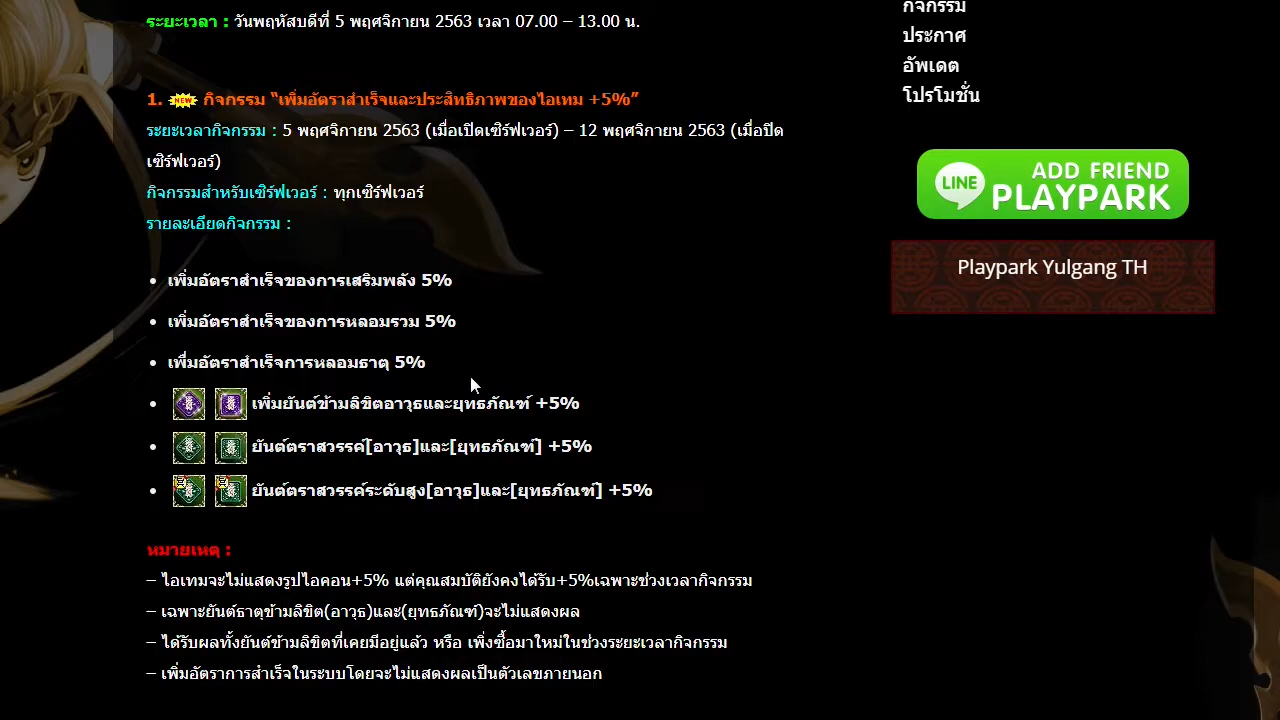 ระยะเวลา : วันพฤหัสบดีที่ 5 พฤศจิกายน 2563 เวลา 07.00 – 13.00 น.
1. NEW กิจกรรม “เพิ่มอัตราสำเร็จและประสิทธิภาพของไอเทม +5%”
ระยะเวลากิจกรรม : 5 พฤศจิกายน 2563 (เมื่อเปิดเซิร์ฟเวอร์) – 12 พฤศจิกายน 2563 (เมื่อปิด
เซิร์ฟเวอร์)
กิจกรรมสำหรับเซิร์ฟเวอร์ : ทุกเซิร์ฟเวอร์
รายละเอียดกิจกรรม :
• เพิ่มอัตราสำเร็จของการเสริมพลัง 5%
• เพิ่มอัตราสำเร็จของการหลอมรวม 5%
• เพิ่มอัตราสำเร็จการหลอมธาตุ 5%
• เพิ่มยันต์ข้ามลิขิตอาวุธและยุทธภัณฑ์ +5%
• ยันต์ตราสวรรค์[อาวุธ]และ[ยุทธภัณฑ์] +5%
• ยันต์ตราสวรรค์ระดับสูง[อาวุธ]และ[ยุทธภัณฑ์] +5%
หมายเหตุ :
– ไอเทมจะไม่แสดงรูปไอคอน+5% แต่คุณสมบัติยังคงได้รับ+5%เฉพาะช่วงเวลากิจกรรม
– เฉพาะยันต์ธาตุข้ามลิขิต(อาวุธ)และ(ยุทธภัณฑ์)จะไม่แสดงผล
– ได้รับผลทั้งยันต์ข้ามลิขิตที่เคยมีอยู่แล้ว หรือ เพิ่งซื้อมาใหม่ในช่วงระยะเวลากิจกรรม
– เพิ่มอัตราการสำเร็จในระบบโดยจะไม่แสดงผลเป็นตัวเลขภายนอก
กิจกรรม
ประกาศ
อัพเดต
โปรโมชั่น
LINE ADD FRIEND
PLAYPARK
Playpark Yulgang TH